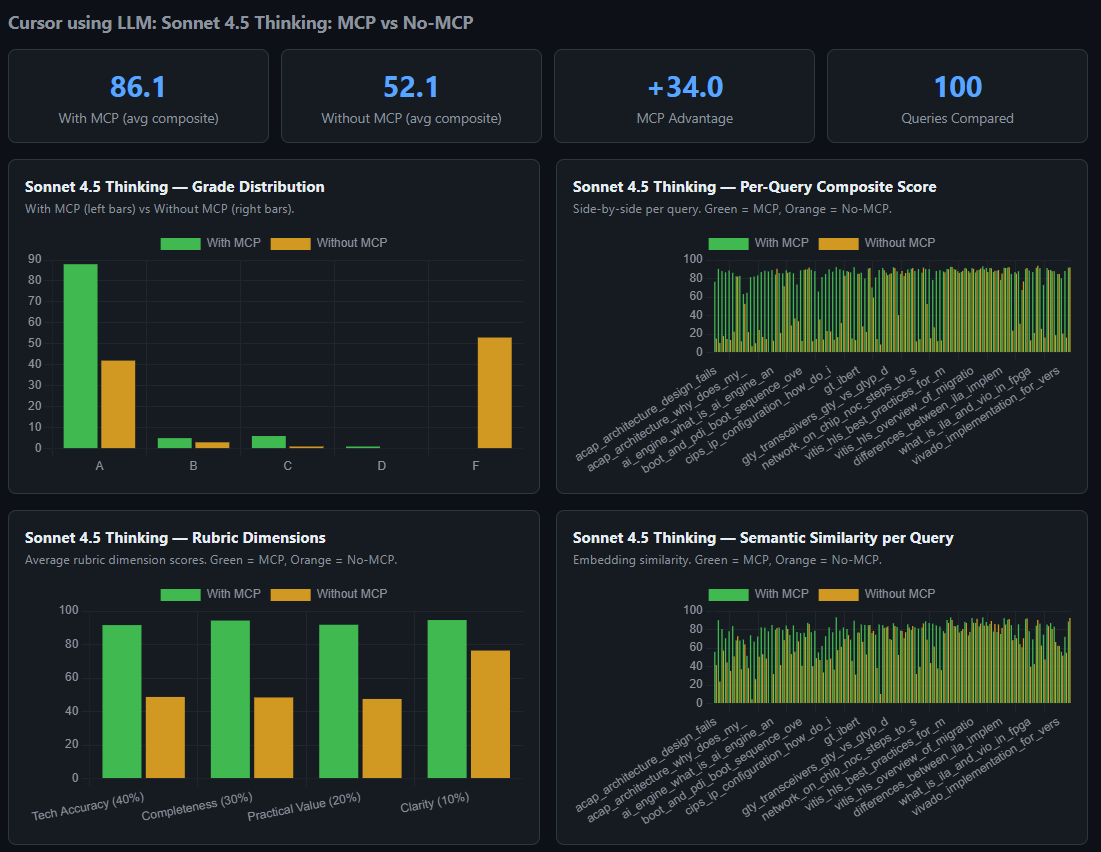 Cursor using LLM: Sonnet 4.5 Thinking: MCP vs No-MCP
86.1
With MCP (avg composite)
52.1
Without MCP (avg composite)
+34.0
MCP Advantage
100
Queries Compared
Sonnet 4.5 Thinking — Grade Distribution
With MCP (left bars) vs Without MCP (right bars).
With MCP
Without MCP
90
80
70
60
50
40
30
20
10
0
A
B
C
D
F
Sonnet 4.5 Thinking — Per-Query Composite Score
Side-by-side per query. Green = MCP, Orange = No-MCP.
With MCP
Without MCP
100
80
60
40
20
0
acap_architecture_design_fails
acap_architecture_why_does_my_
ai_engine_what_is_ai_engine_an
boot_and_pdi_boot_sequence_ove
cips_ip_configuration_how_do_i
gt_ibert
gty_transceivers_gty_vs_gtyp_d
network_on_chip_noc_steps_to_s
vitis_hls_best_practices_for_m
vitis_hls_overview_of_migratio
differences_between_ila_implem
what_is_ila_and_vio_in_fpga
vivado_implementation_for_vers
Sonnet 4.5 Thinking — Rubric Dimensions
Average rubric dimension scores. Green = MCP, Orange = No-MCP.
With MCP
Without MCP
100
80
60
40
20
0
Tech Accuracy (40%)
Completeness (30%)
Practical Value (20%)
Clarity (10%)
Sonnet 4.5 Thinking — Semantic Similarity per Query
Embedding similarity. Green = MCP, Orange = No-MCP.
With MCP
Without MCP
100
80
60
40
20
0
acap_architecture_design_fails
acap_architecture_why_does_my_
ai_engine_what_is_ai_engine_an
boot_and_pdi_boot_sequence_ove
cips_ip_configuration_how_do_i
gt_ibert
gty_transceivers_gty_vs_gtyp_d
network_on_chip_noc_steps_to_s
vitis_hls_best_practices_for_m
vitis_hls_overview_of_migratio
differences_between_ila_implem
what_is_ila_and_vio_in_fpga
vivado_implementation_for_vers